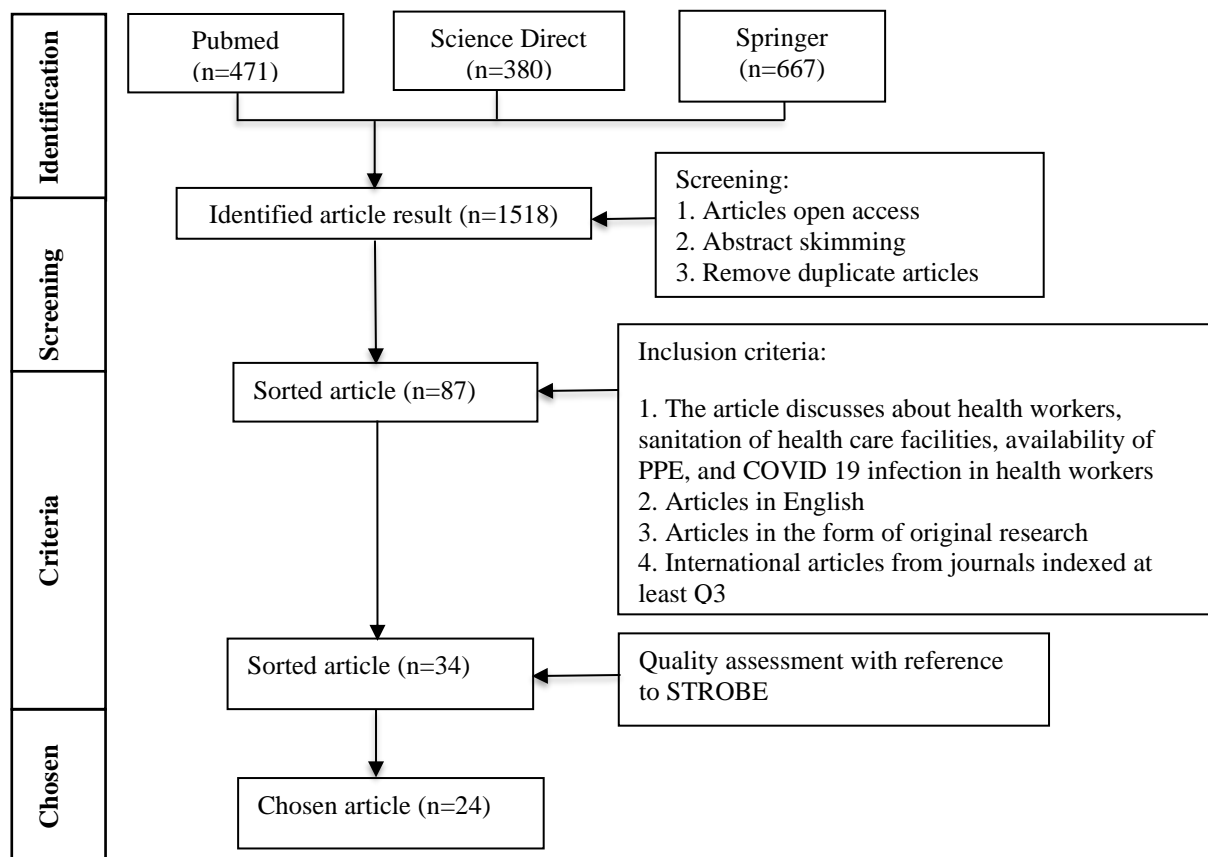 Identification
Pubmed
(n=471)
Science Direct
(n=380)
Springer
(n=667)
Identified article result (n=1518)
Screening:
1. Articles open access
2. Abstract skimming
3. Remove duplicate articles
Screening
Sorted article (n=87)
Inclusion criteria:
1. The article discusses about health workers,
sanitation of health care facilities, availability of
PPE, and COVID 19 infection in health workers
2. Articles in English
3. Articles in the form of original research
4. International articles from journals indexed at
least Q3
Criteria
Sorted article (n=34)
Quality assessment with reference
to STROBE
Chosen
Chosen article (n=24)